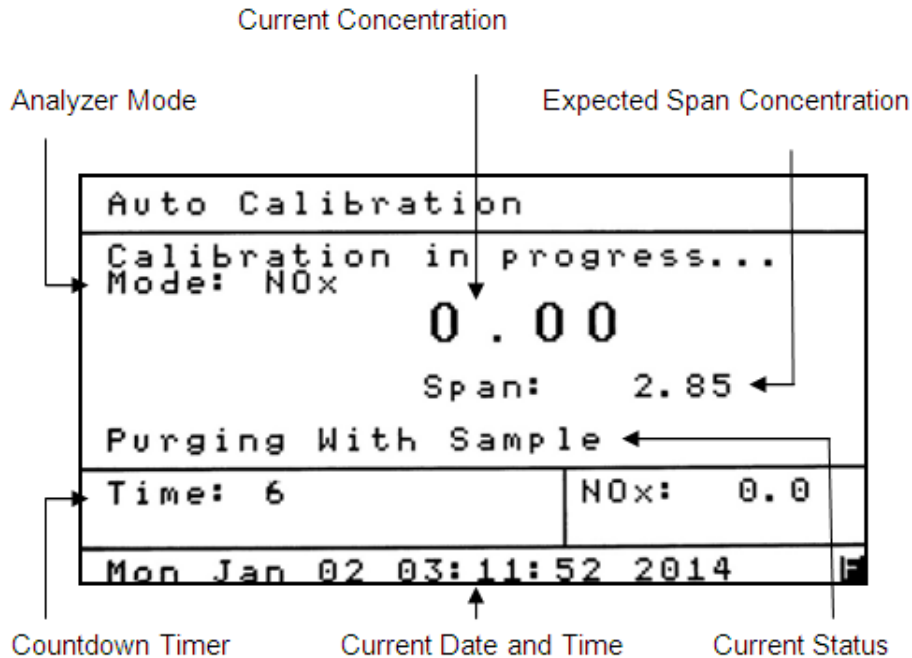 Current Concentration
Analyzer Mode
Expected Span Concentration
Auto Calibration
Calibration in progress...
Mode: NOx
0.00
Span: 2.85
Purging With Sample
Time: 6
NOx: 0.0
Mon Jan 02 03:11:52 2014
F
Countdown Timer
Current Date and Time
Current Status